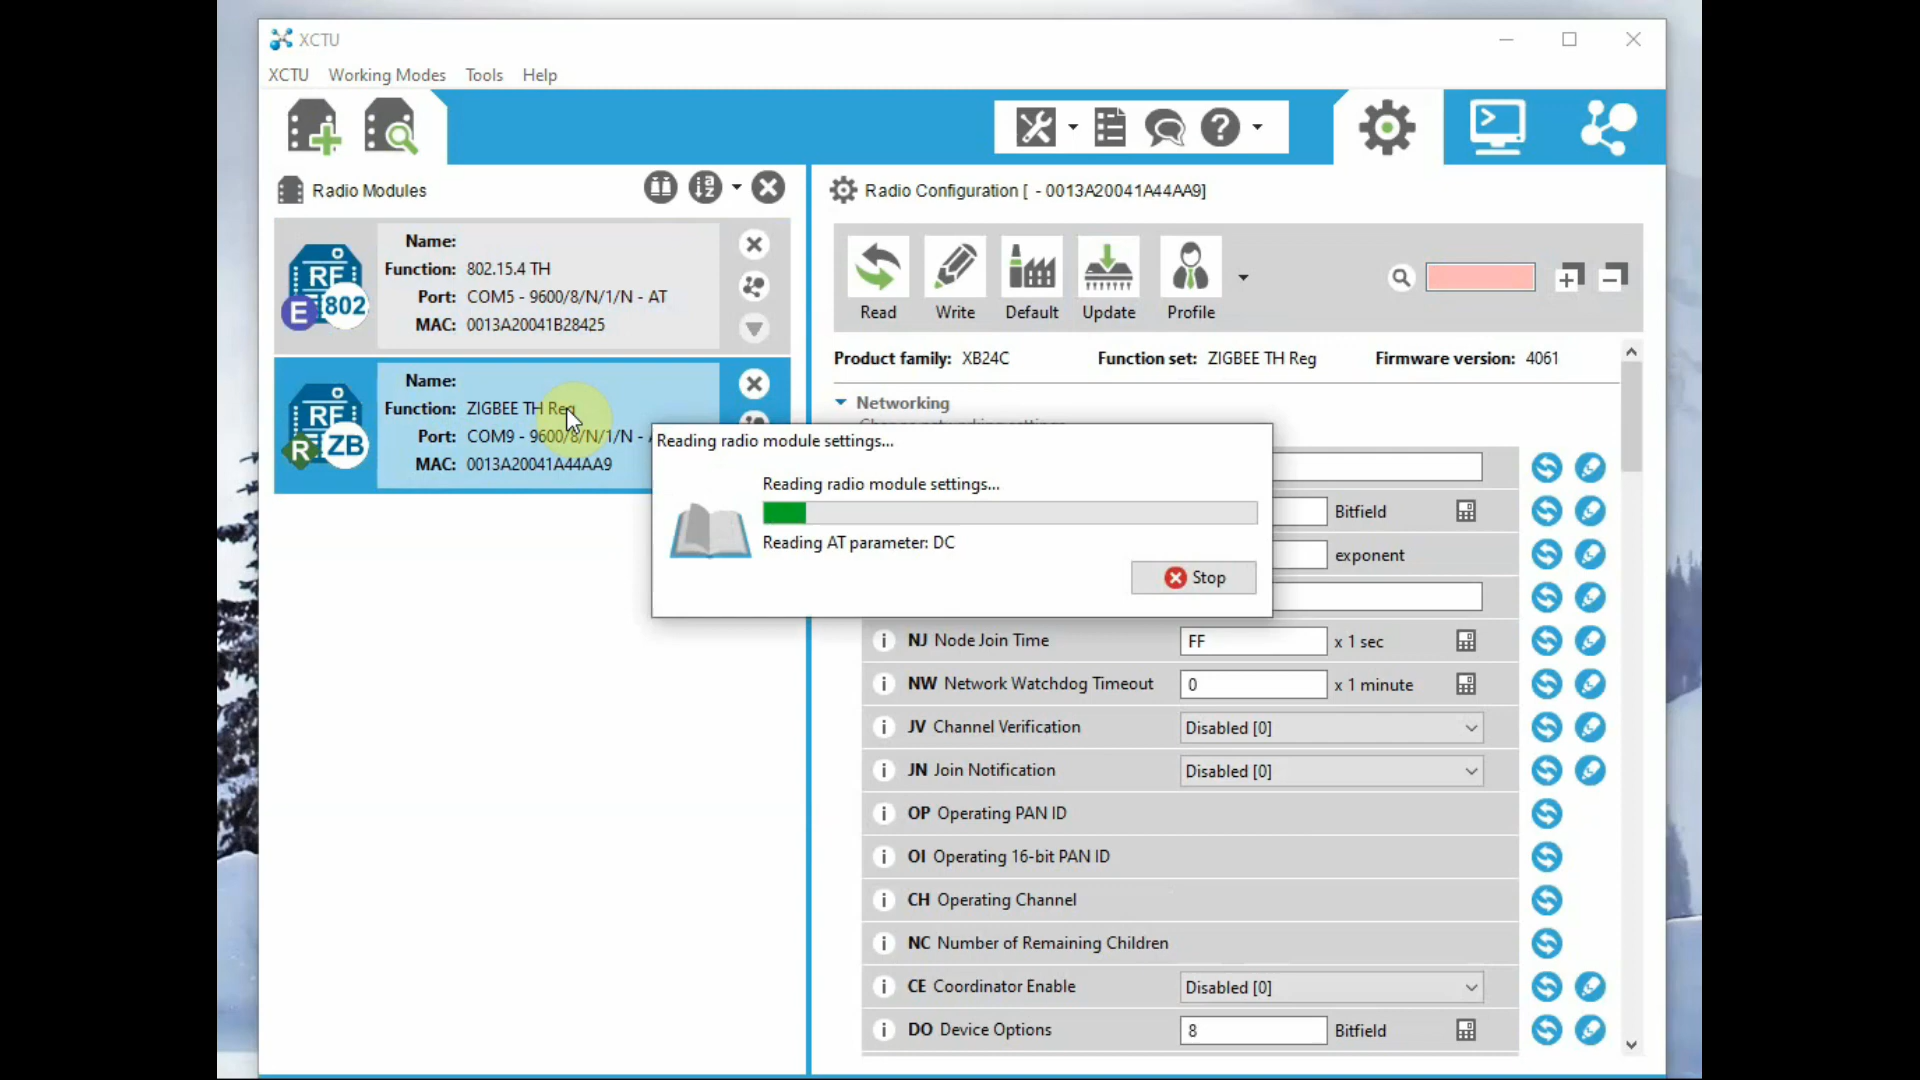 XCTU
XCTU Working Modes Tools Help
Radio Modules
Radio Configuration [ - 0013A20041A44AA9]
Name:
Function: 802.15.4 TH
Port: COM5 - 9600/8/N/1/N - AT
MAC: 0013A20041B28425
RF
E 802
Read Write Default Update Profile
Product family: XB24C Function set: ZIGBEE TH Reg Firmware version: 4061
Name:
Function: ZIGBEE TH Reg
Port: COM9 - 9600/8/N/1/N -
MAC: 0013A20041A44AA9
RF
R ZB
Networking
Reading radio module settings...
Reading radio module settings...
Reading AT parameter: DC
Stop
Bitfield
exponent
i NJ Node Join Time FF x 1 sec
i NW Network Watchdog Timeout 0 x 1 minute
i JV Channel Verification Disabled [0]
i JN Join Notification Disabled [0]
i OP Operating PAN ID
i OI Operating 16-bit PAN ID
i CH Operating Channel
i NC Number of Remaining Children
i CE Coordinator Enable Disabled [0]
i DO Device Options 8 Bitfield